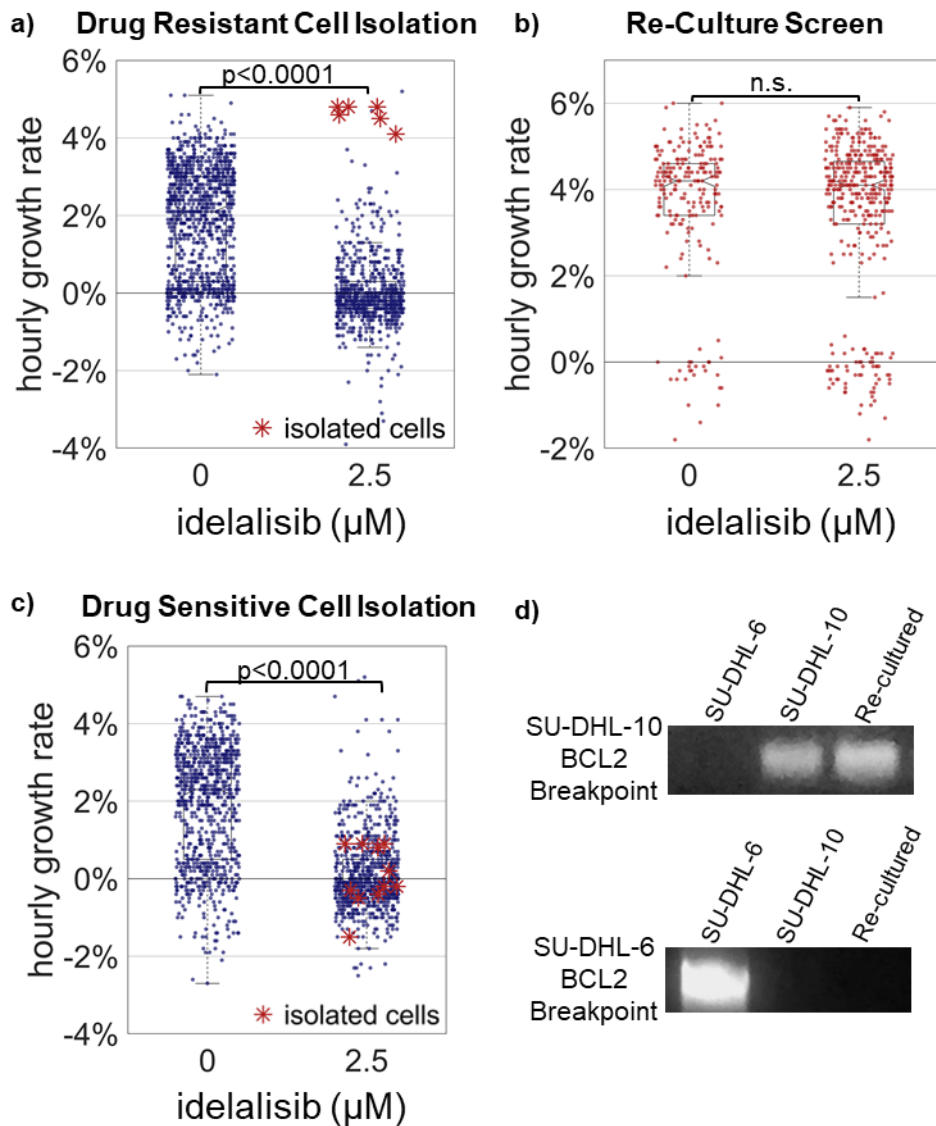 a) Drug Resistant Cell Isolation
6%
4%
2%
0%
-2%
-4%
hourly growth rate
p<0.0001
isolated cells
0 2.5
idelalisib (µM)
b) Re-Culture Screen
6%
4%
2%
0%
-2%
hourly growth rate
n.s.
0 2.5
idelalisib (µM)
c) Drug Sensitive Cell Isolation
6%
4%
2%
0%
-2%
-4%
hourly growth rate
p<0.0001
isolated cells
0 2.5
idelalisib (µM)
d)
SU-DHL-6 SU-DHL-10 Re-cultured
SU-DHL-10
BCL2
Breakpoint
SU-DHL-6 SU-DHL-10 Re-cultured
SU-DHL-6
BCL2
Breakpoint